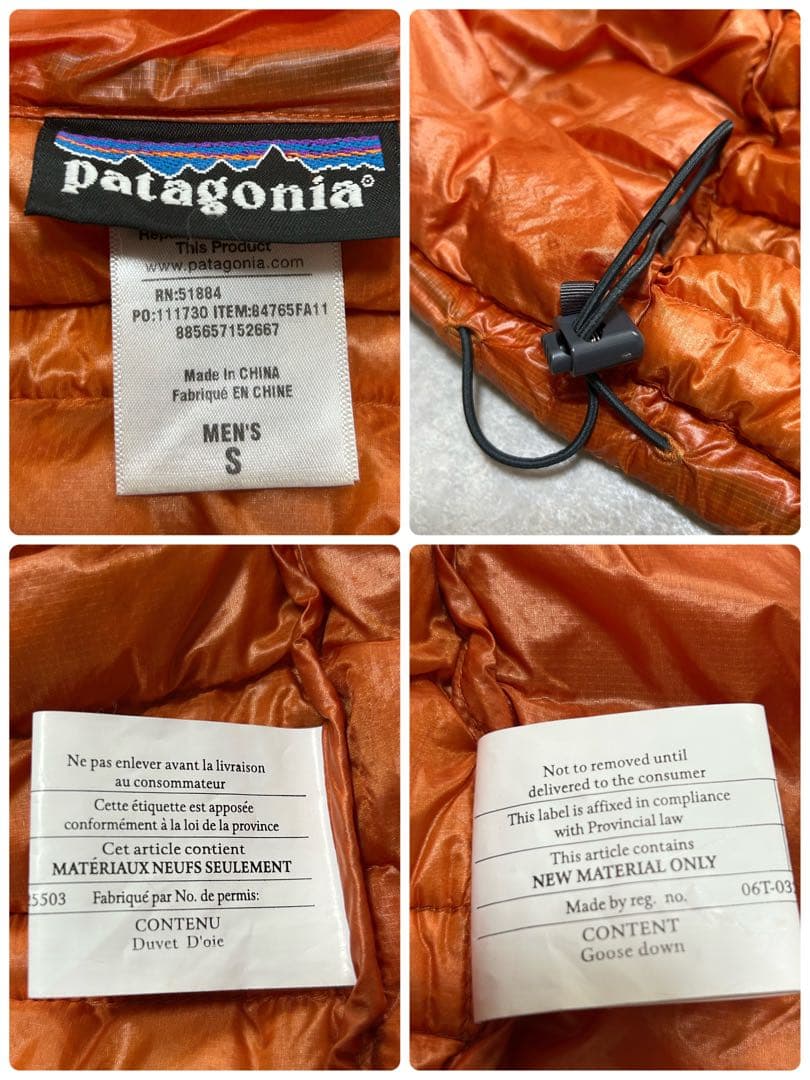 patagonia®
This Product
www.patagonia.com
RN:51884
PO:111730 ITEM:84765FA11
885657152667
Made in CHINA
Fabriqué EN CHINE
MEN'S
S
Ne pas enlever avant la livraison
au consommateur
Cette étiquette est apposée
conformément à la loi de la province
Cet article contient
MATÉRIAUX NEUFS SEULEMENT
5503 Fabriqué par No. de permis:
CONTENU
Duvet D'oie
Not to removed until
delivered to the consumer
This label is affixed in compliance
with Provincial law
This article contains
NEW MATERIAL ONLY
Made by reg. no. 06T-03
CONTENT
Goose down